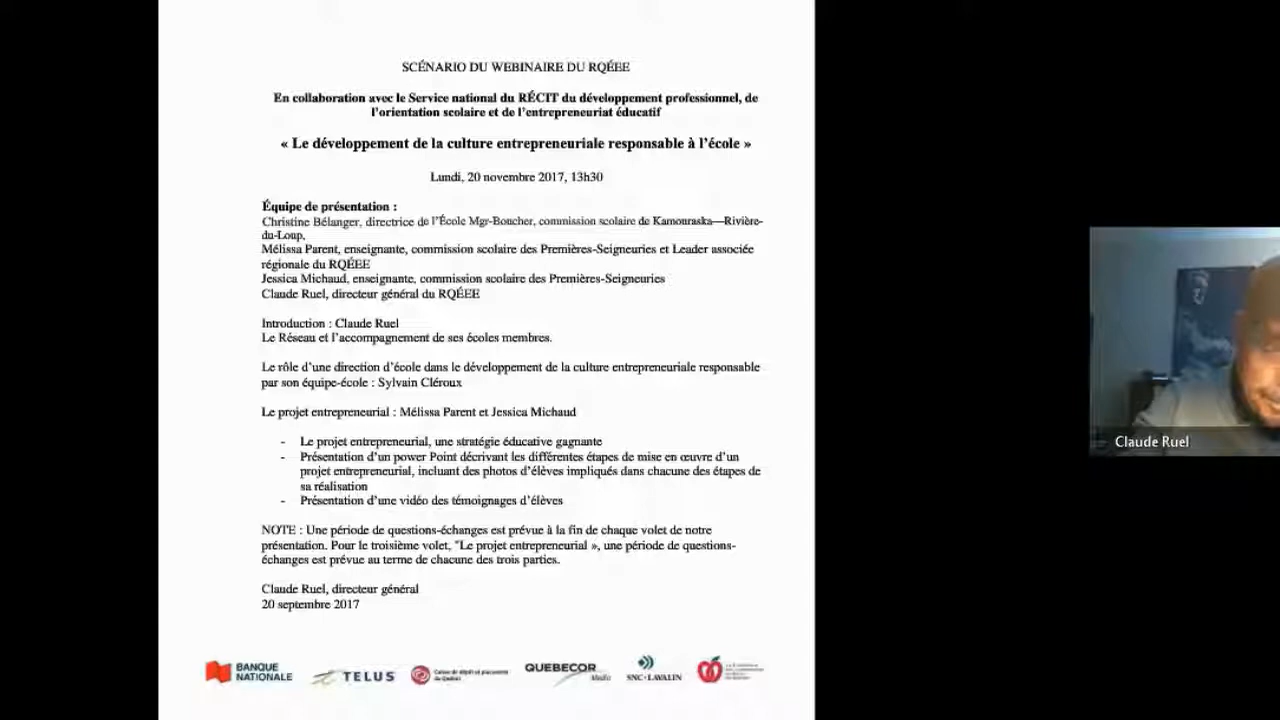 SCÉNARIO DU WEBINAIRE DU RQÉEE
En collaboration avec le Service national du RÉCIT du développement professionnel, de
l'orientation scolaire et de l'entrepreneuriat éducatif
« Le développement de la culture entrepreneuriale responsable à l'école »
Lundi, 20 novembre 2017, 13h30
Équipe de présentation :
Christine Bélanger, directrice de l'École Mgr-Boucher, commission scolaire de Kamouraska—Rivière-
du-Loup,
Mélissa Parent, enseignante, commission scolaire des Premières-Seigneuries et Leader associée
régionale du RQÉEE
Jessica Michaud, enseignante, commission scolaire des Premières-Seigneuries
Claude Ruel, directeur général du RQÉEE
Introduction : Claude Ruel
Le Réseau et l'accompagnement de ses écoles membres.
Le rôle d'une direction d'école dans le développement de la culture entrepreneuriale responsable
par son équipe-école : Sylvain Cléroux
Le projet entrepreneurial : Mélissa Parent et Jessica Michaud
- Le projet entrepreneurial, une stratégie éducative gagnante
- Présentation d'un power Point décrivant les différentes étapes de mise en œuvre d'un
projet entrepreneurial, incluant des photos d'élèves impliqués dans chacune des étapes de
sa réalisation
- Présentation d'une vidéo des témoignages d'élèves
NOTE : Une période de questions-échanges est prévue à la fin de chaque volet de notre
présentation. Pour le troisième volet, "Le projet entrepreneurial », une période de questions-
échanges est prévue au terme de chacune des trois parties.
Claude Ruel, directeur général
20 septembre 2017
BANQUE
NATIONALE
TELUS
Caisse de dépôt et placement
du Québec
QUEBECOR
Media
SNC•LAVALIN
Claude Ruel